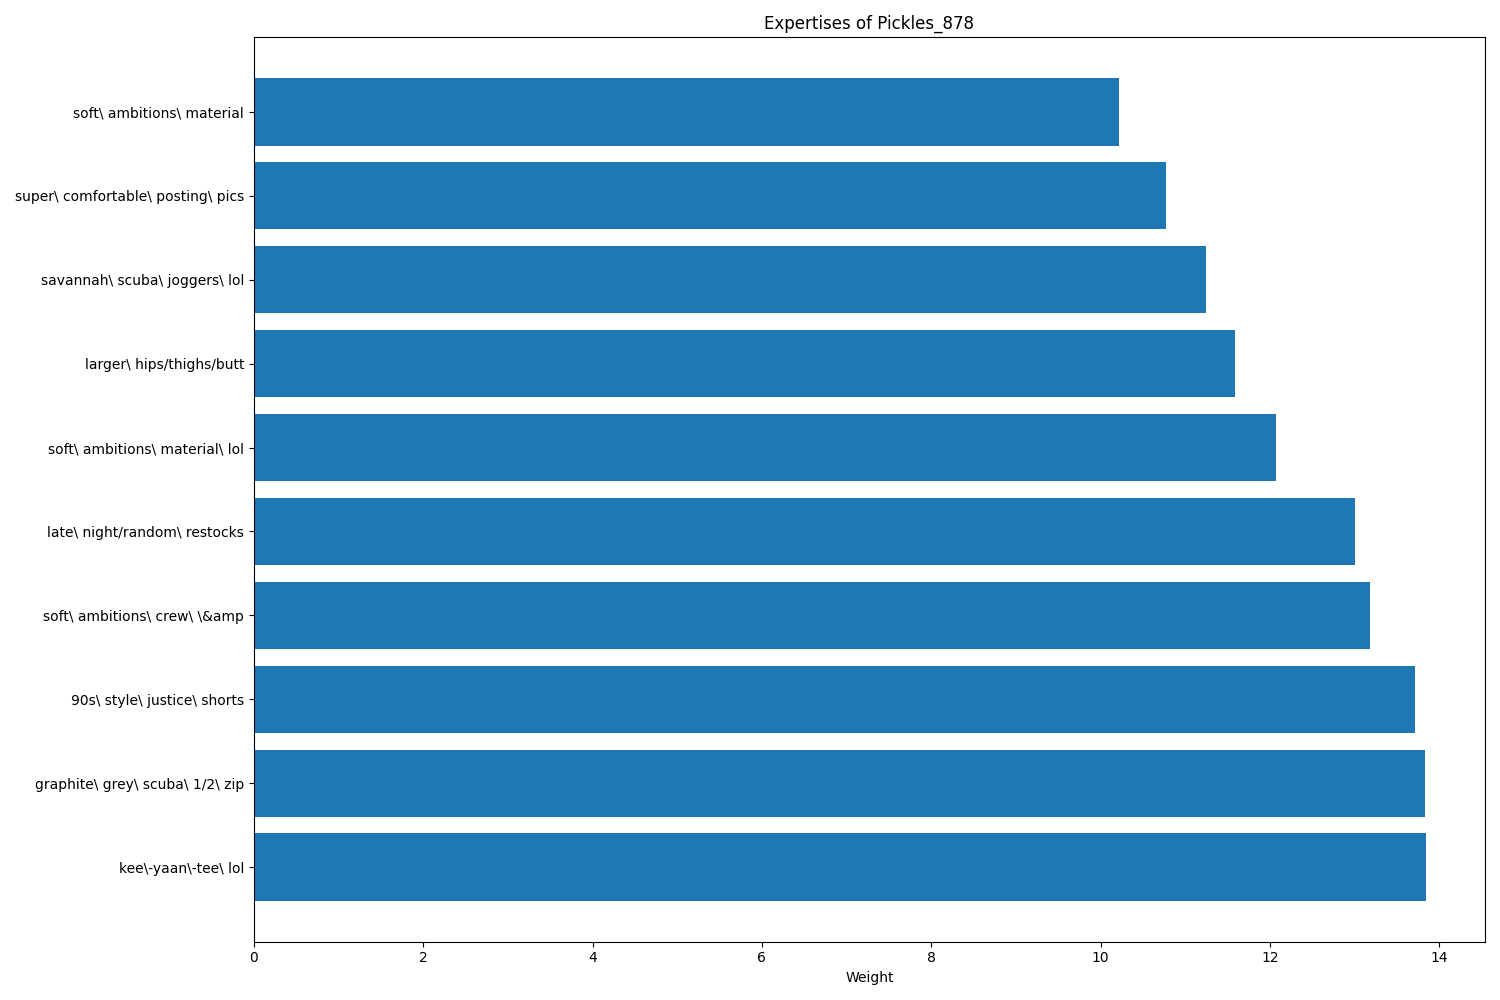 Expertises of Pickles_878
soft\ ambitions\ material
super\ comfortable\ posting\ pics
savannah\ scuba\ joggers\ lol
larger\ hips/thighs/butt
soft\ ambitions\ material\ lol
late\ night/random\ restocks
soft\ ambitions\ crew\ \&amp
90s\ style\ justice\ shorts
graphite\ grey\ scuba\ 1/2\ zip
kee\-yaan\-tee\ lol
0 2 4 6 8 10 12 14
Weight